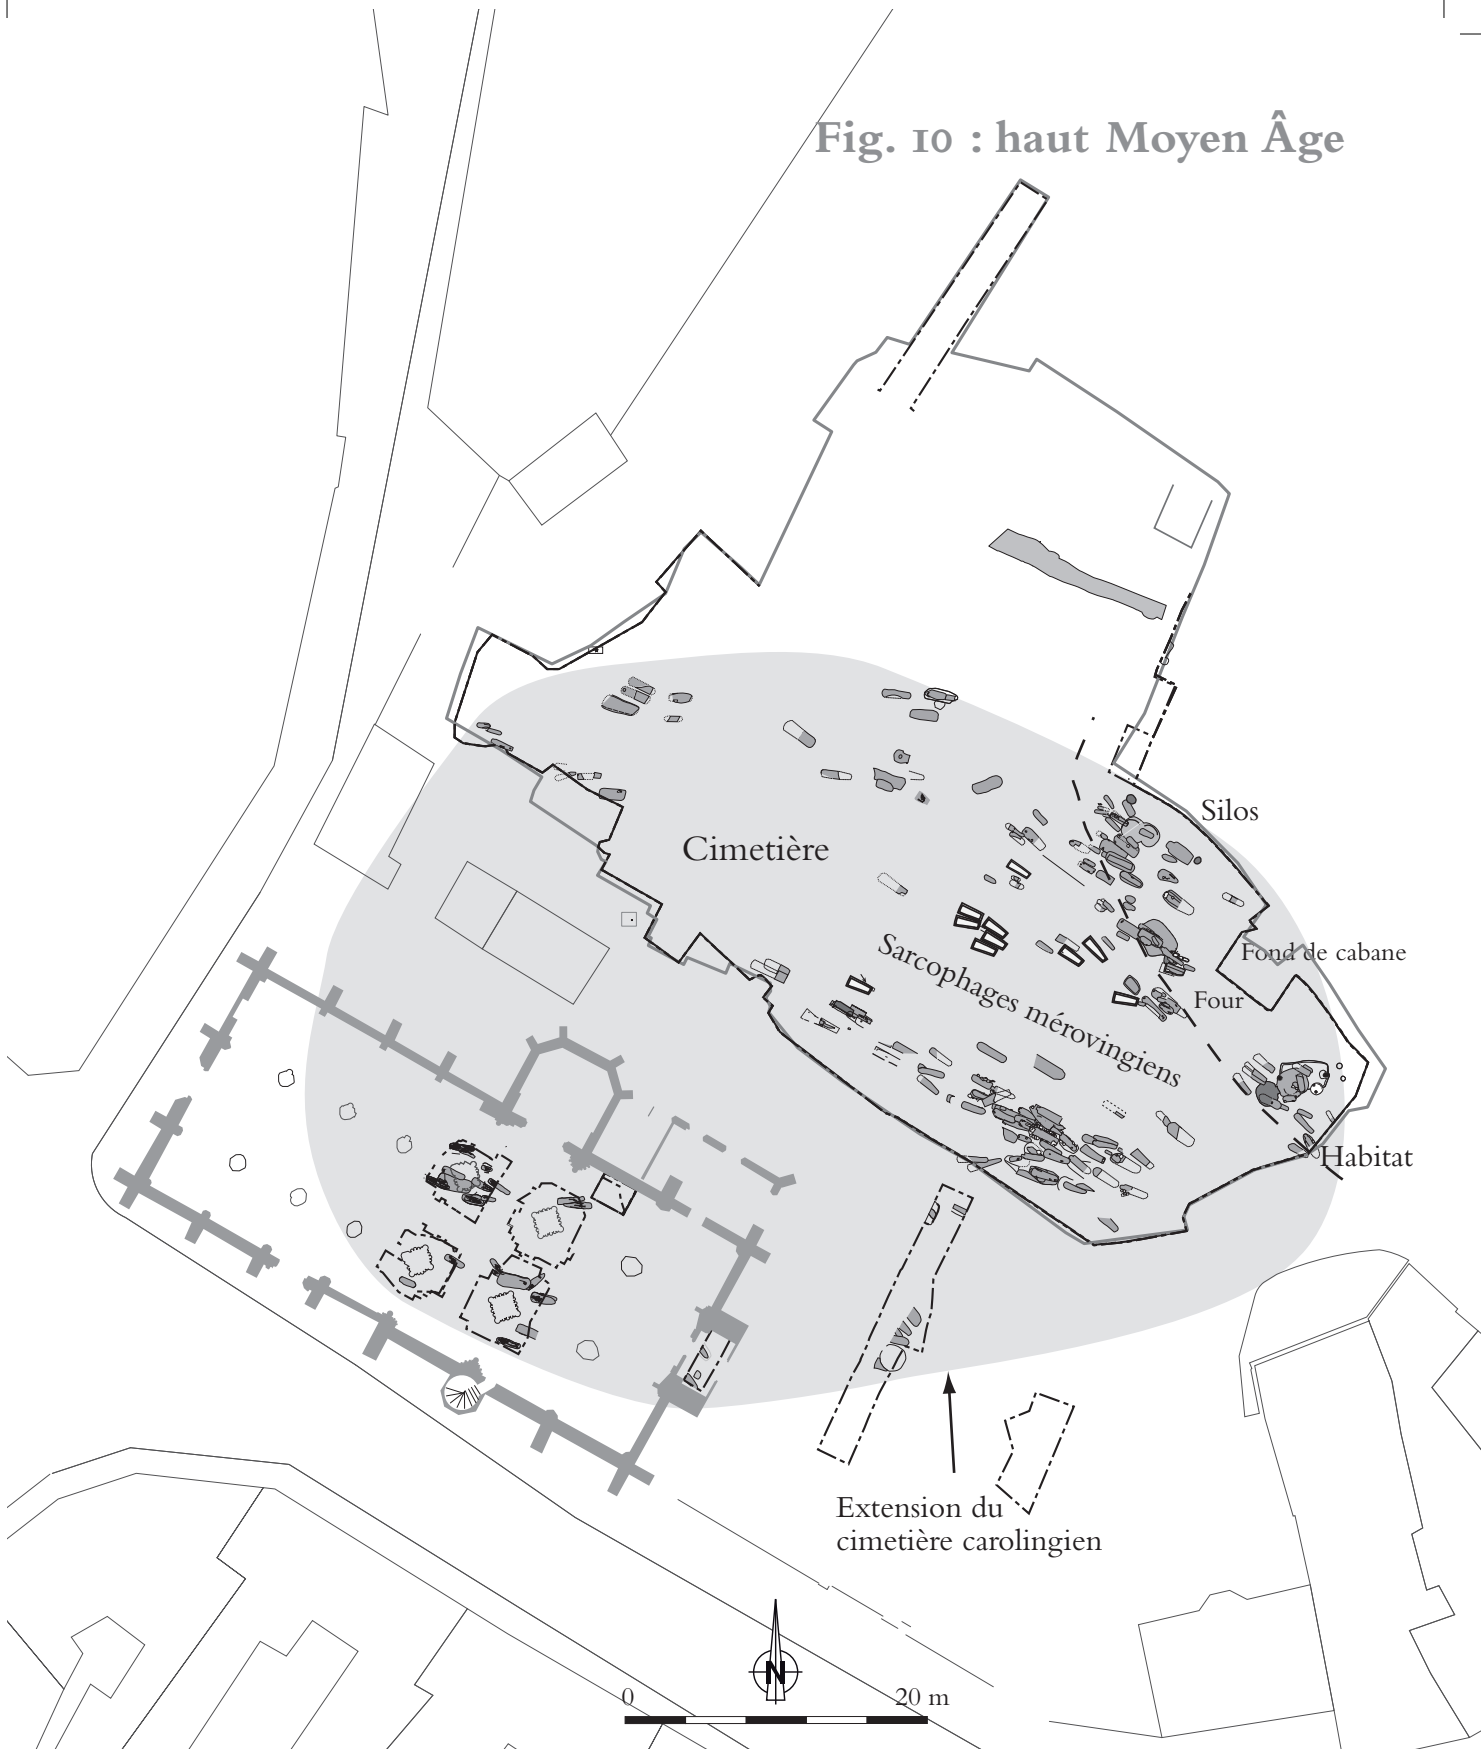 Fig. 10 : haut Moyen Âge
Silos
Cimetière
Fond de cabane
Sarcophages mérovingiens
Four
Habitat
Extension du
cimetière carolingien
N
0
20 m